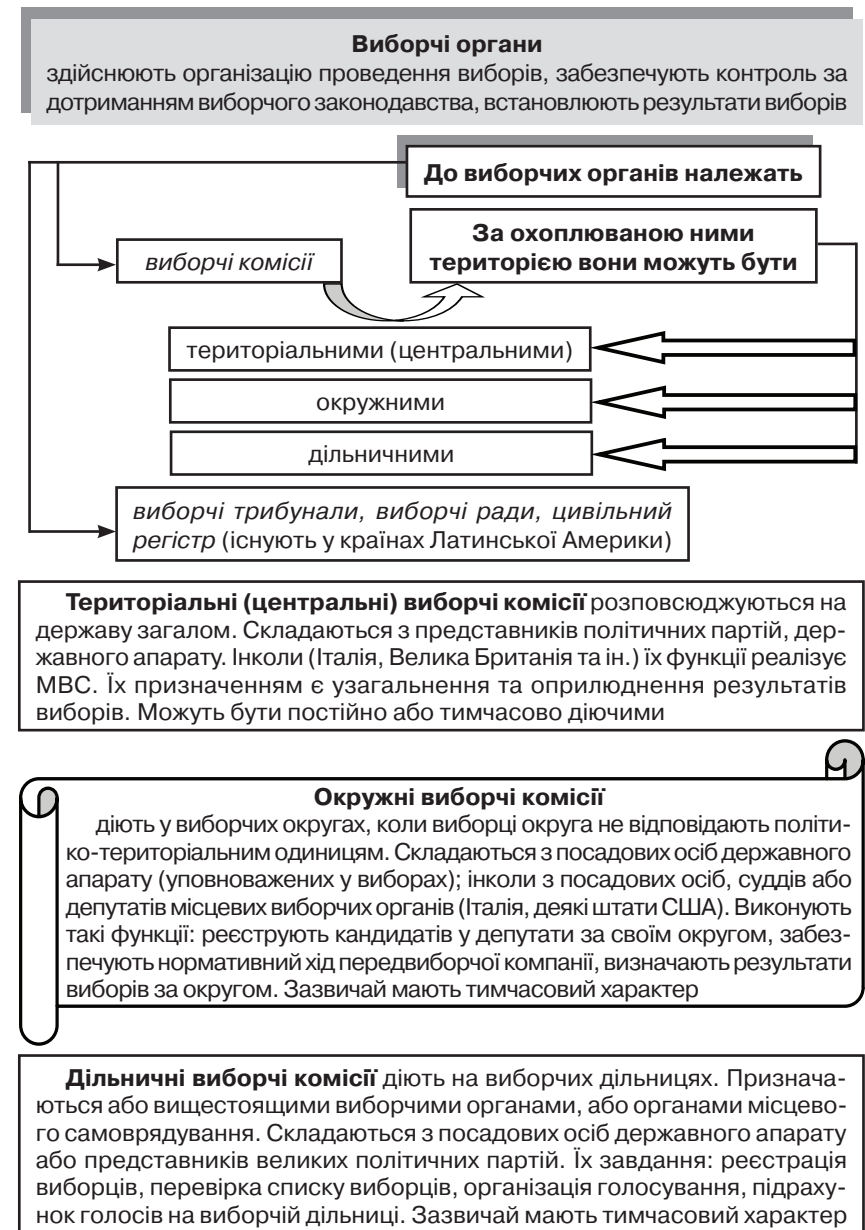 Виборчі органи
здійснюють організацію проведення виборів, забезпечують контроль за
дотриманням виборчого законодавства, встановлюють результати виборів
До виборчих органів належать
За охоплюваною ними
територією вони можуть бути
виборчі комісії
територіальними (центральними)
окружними
дільничними
виборчі трибунали, виборчі ради, цивільний
регістр (існують у країнах Латинської Америки)
Територіальні (центральні) виборчі комісії розповсюджуються на
державу загалом. Складаються з представників політичних партій, дер-
жавного апарату. Інколи (Італія, Велика Британія та ін.) їх функції реалізує
МВС. Їх призначенням є узагальнення та оприлюднення результатів
виборів. Можуть бути постійно або тимчасово діючими
Окружні виборчі комісії
діють у виборчих округах, коли виборці округа не відповідають політи-
ко-територіальним одиницям. Складаються з посадових осіб державного
апарату (уповноважених у виборах); інколи з посадових осіб, суддів або
депутатів місцевих виборчих органів (Італія, деякі штати США). Виконують
такі функції: реєструють кандидатів у депутати за своїм округом, забез-
печують нормативний хід передвиборчої компанії, визначають результати
виборів за округом. Зазвичай мають тимчасовий характер
Дільничні виборчі комісії діють на виборчих дільницях. Признача-
ються або вищестоящими виборчими органами, або органами місцево-
го самоврядування. Складаються з посадових осіб державного апарату
або представників великих політичних партій. Їх завдання: реєстрація
виборців, перевірка списку виборців, організація голосування, підраху-
нок голосів на виборчій дільниці. Зазвичай мають тимчасовий характер